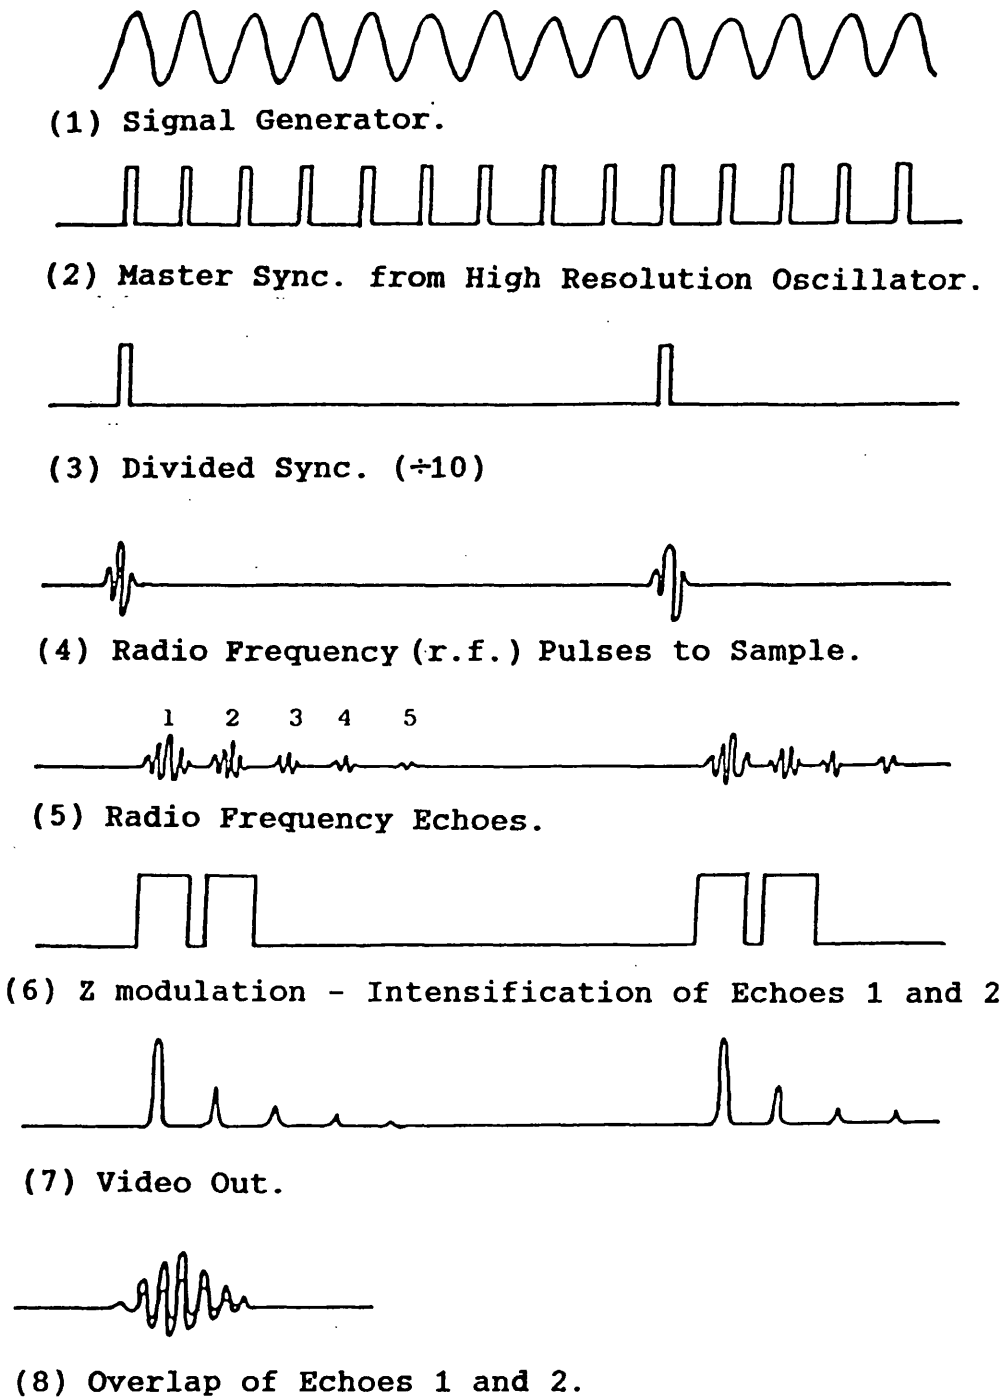 (1) Signal Generator.
(2) Master Sync. from High Resolution Oscillator.
(3) Divided Sync. (÷10)
(4) Radio Frequency (r.f.) Pulses to Sample.
1 2 3 4 5
(5) Radio Frequency Echoes.
(6) Z modulation - Intensification of Echoes 1 and 2
(7) Video Out.
(8) Overlap of Echoes 1 and 2.